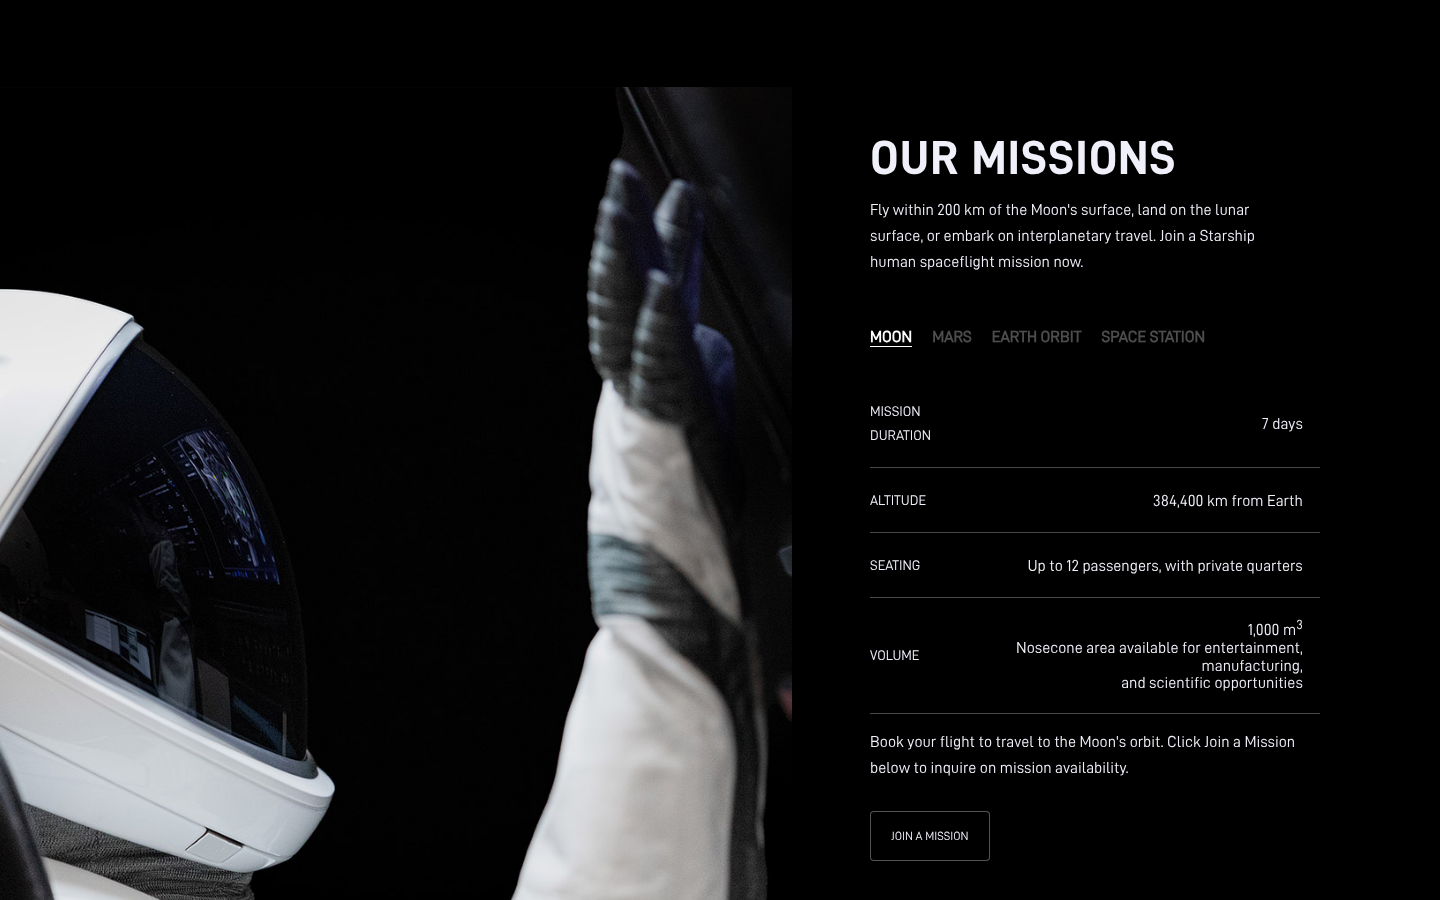 OUR MISSIONS
Fly within 200 km of the Moon's surface, land on the lunar
surface, or embark on interplanetary travel. Join a Starship
human spaceflight mission now.
MOON MARS EARTH ORBIT SPACE STATION
MISSION
DURATION
7 days
ALTITUDE
384,400 km from Earth
SEATING
Up to 12 passengers, with private quarters
VOLUME
1,000 m³
Nosecone area available for entertainment,
manufacturing,
and scientific opportunities
Book your flight to travel to the Moon's orbit. Click Join a Mission
below to inquire on mission availability.
JOIN A MISSION